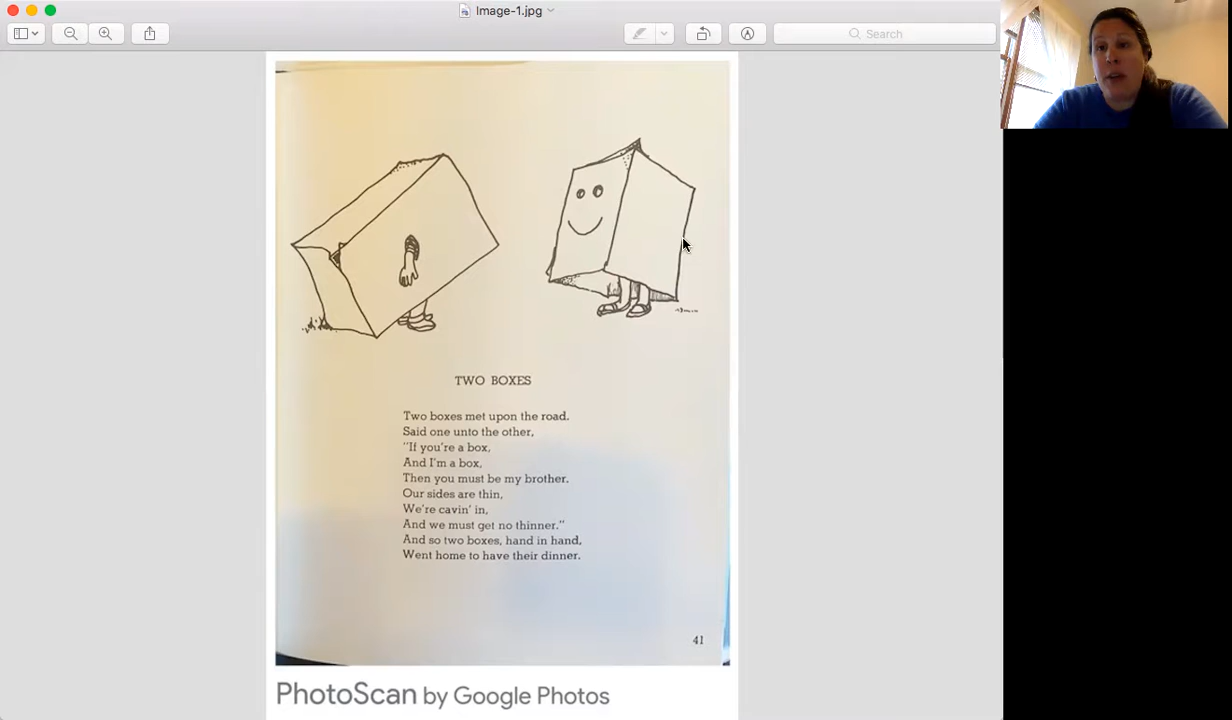 Image-1.jpg
Search
TWO BOXES
Two boxes met upon the road.
Said one unto the other,
"If you're a box,
And I'm a box,
Then you must be my brother.
Our sides are thin,
We're cavin' in,
And we must get no thinner."
And so two boxes, hand in hand,
Went home to have their dinner.
41
PhotoScan by Google Photos